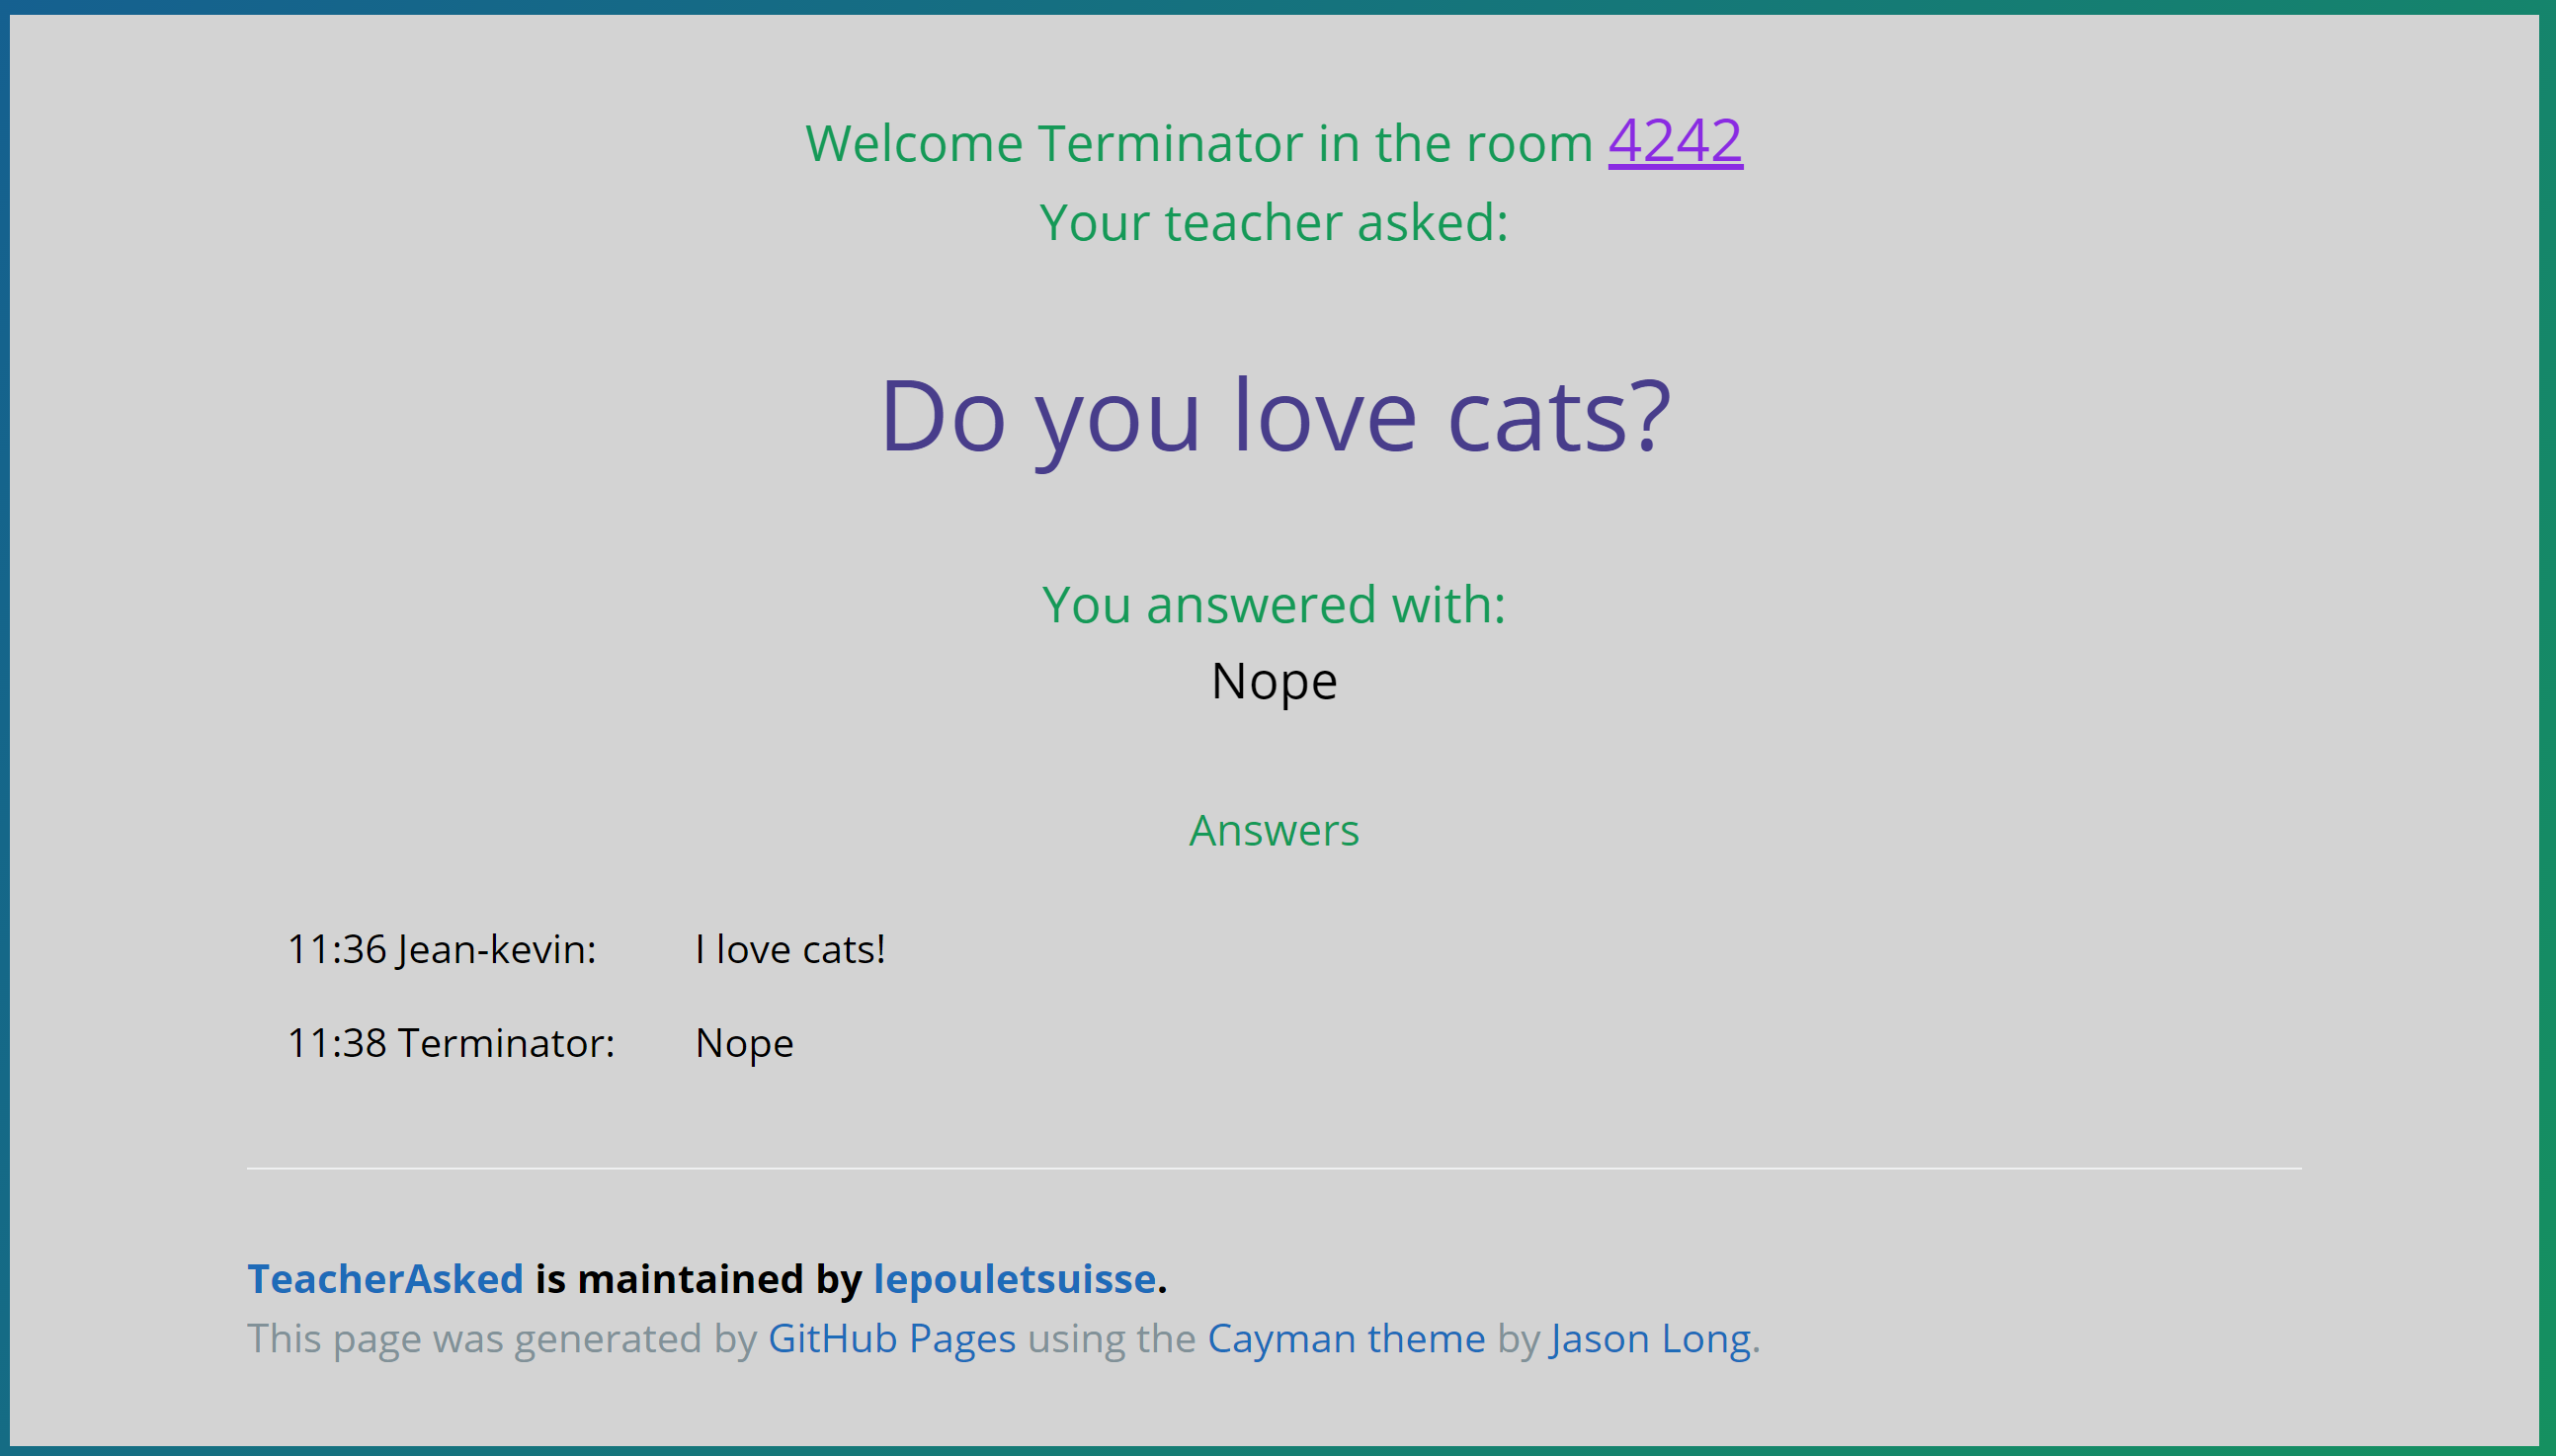 Welcome Terminator in the room 4242
Your teacher asked:
Do you love cats?
You answered with:
Nope
Answers
11:36 Jean-kevin: I love cats!
11:38 Terminator: Nope
TeacherAsked is maintained by lepouletsuisse.
This page was generated by GitHub Pages using the Cayman theme by Jason Long.